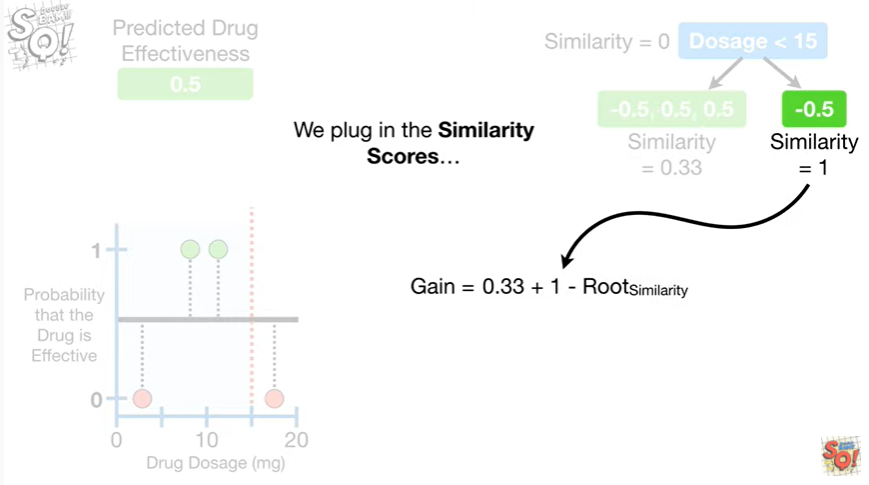 SQ!
Predicted Drug
Effectiveness
0.5
Similarity = 0
Dosage < 15
-0.5, 0.5, 0.5
-0.5
Similarity
= 0.33
Similarity
= 1
We plug in the Similarity
Scores…
Gain = 0.33 + 1 - RootSimilarity
1
Probability
that the
Drug is
Effective
0
0
10
20
Drug Dosage (mg)
SQ!